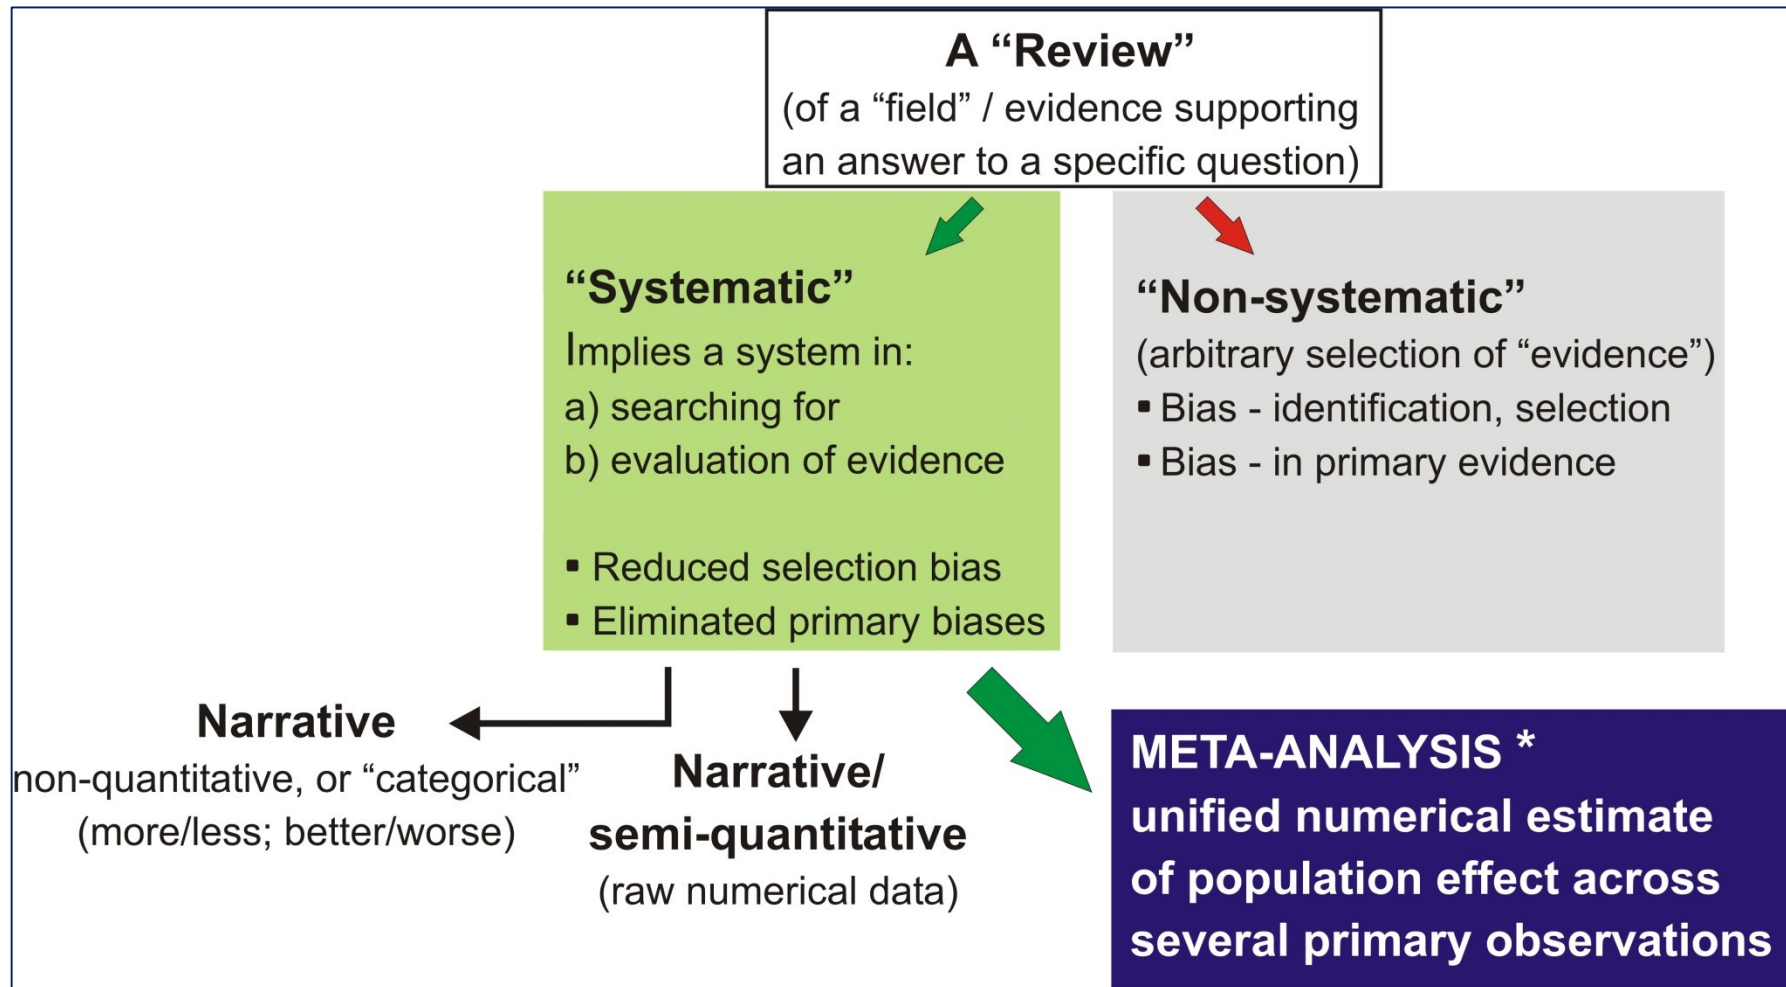 A “Review”
(of a “field” / evidence supporting
an answer to a specific question)
“Systematic”
Implies a system in:
a) searching for
b) evaluation of evidence
▪ Reduced selection bias
▪ Eliminated primary biases
“Non-systematic”
(arbitrary selection of “evidence”)
▪ Bias - identification, selection
▪ Bias - in primary evidence
Narrative
non-quantitative, or “categorical”
(more/less; better/worse)
Narrative/
semi-quantitative
(raw numerical data)
META-ANALYSIS *
unified numerical estimate
of population effect across
several primary observations